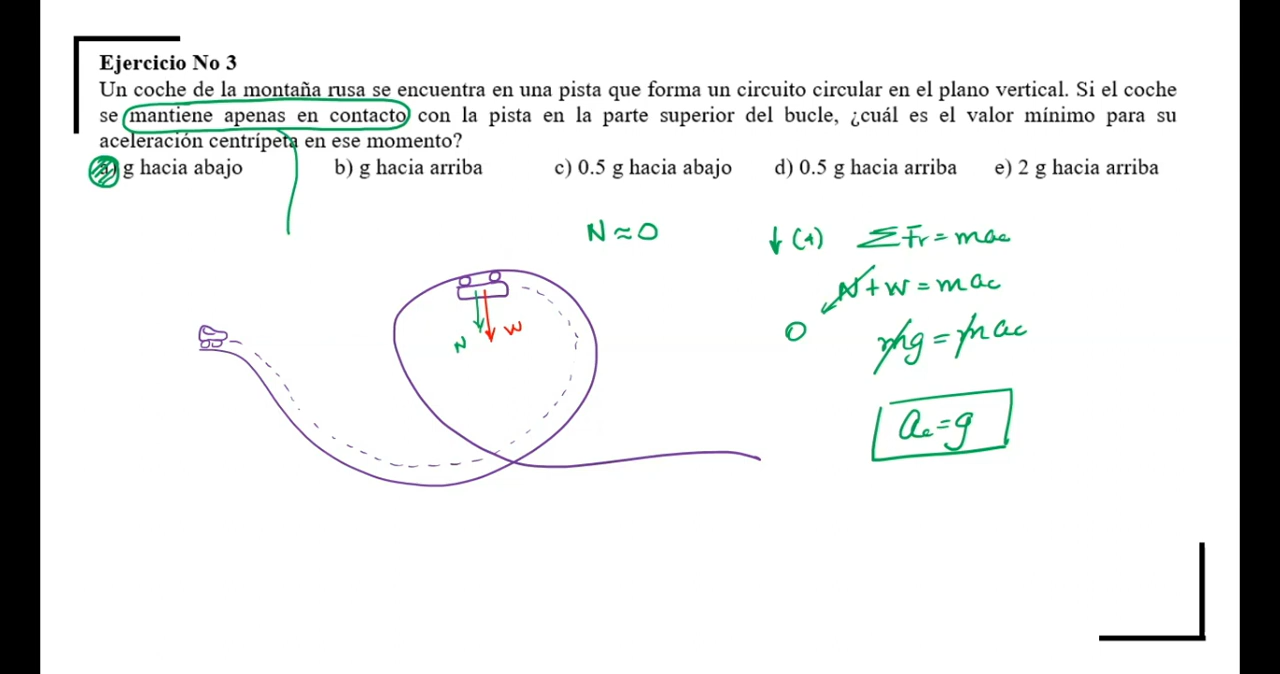 Ejercicio No 3
Un coche de la montaña rusa se encuentra en una pista que forma un circuito circular en el plano vertical. Si el coche
se mantiene apenas en contacto con la pista en la parte superior del bucle, ¿cuál es el valor mínimo para su
aceleración centrípeta en ese momento?
a) g hacia abajo b) g hacia arriba c) 0.5 g hacia abajo d) 0.5 g hacia arriba e) 2 g hacia arriba
N ≈ 0 ↓ (+) ΣFr = mac
N + W = mac
0
mg = mac
N W
ac = g